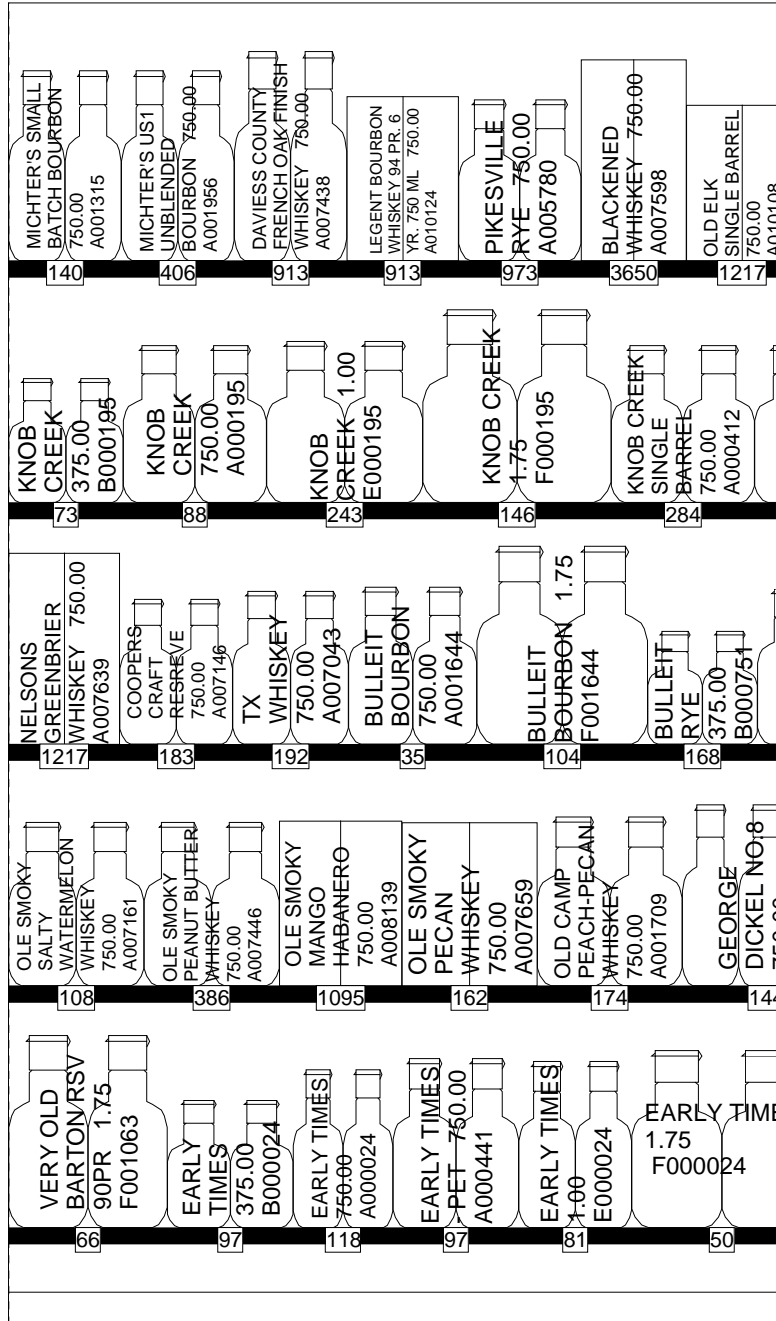 MICHTER'S SMALL
BATCH BOURBON
750.00
A001315
MICHTER'S US1
UNBLENDED
BOURBON 750.00
A001956
DAVIESS COUNTY
FRENCH OAK FINISH
WHISKEY 750.00
A007438
LEGENT BOURBON
WHISKEY 94 PR. 6
YR. 750 ML 750.00
A010124
PIKESVILLE
RYE 750.00
A005780
BLACKENED
WHISKEY 750.00
A007598
OLD ELK
SINGLE BARREL
750.00
A010108
140
406
913
913
973
3650
1217
KNOB
CREEK
375.00
B000195
KNOB
CREEK
750.00
A000195
KNOB
CREEK 1.00
E000195
KNOB CREEK
1.75
F000195
KNOB CREEK
SINGLE
BARREL
750.00
A000412
73
88
243
146
284
NELSONS
GREENBRIER
WHISKEY 750.00
A007639
COOPERS
CRAFT
RESREVE
750.00
A007146
TX
WHISKEY
750.00
A007043
BULLEIT
BOURBON
750.00
A001644
BULLEIT
BOURBON 1.75
F001644
BULLEIT
RYE
375.00
B000751
1217
183
192
35
104
168
OLE SMOKY
SALTY
WATERMELON
WHISKEY
750.00
A007161
OLE SMOKY
PEANUT BUTTER
WHISKEY
750.00
A007446
OLE SMOKY
MANGO
HABANERO
750.00
A008139
OLE SMOKY
PECAN
WHISKEY
750.00
A007659
OLD CAMP
PEACH-PECAN
WHISKEY
750.00
A001709
GEORGE
DICKEL NO.8
108
386
1095
162
174
144
VERY OLD
BARTON RSV
90PR 1.75
F001063
EARLY
TIMES
375.00
B000024
EARLY TIMES
750.00
A000024
EARLY TIMES
- PET 750.00
A000441
EARLY TIMES
1.00
E000024
EARLY TIME
1.75
F000024
66
97
118
97
81
50